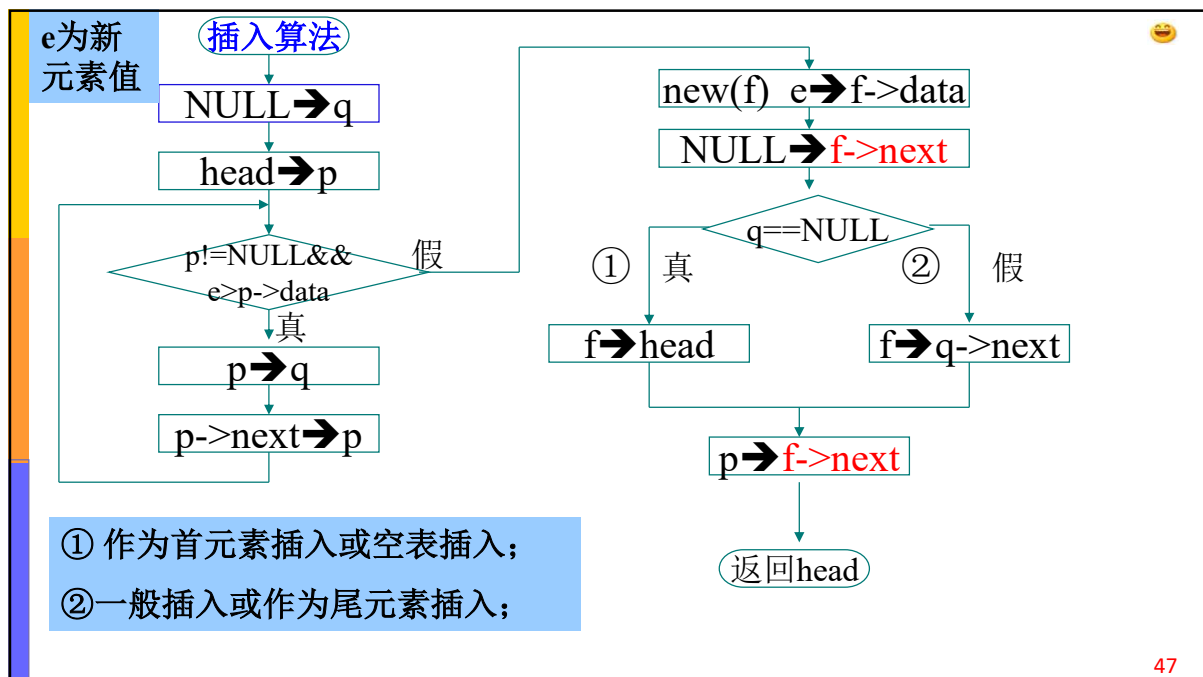 e为新
元素值
插入算法
NULL➔q
head➔p
p!=NULL&&
e>p->data
假
真
p➔q
p->next➔p
new(f) e➔f->data
NULL➔f->next
q==NULL
① 真
② 假
f➔head
f➔q->next
p➔f->next
返回head
① 作为首元素插入或空表插入；
②一般插入或作为尾元素插入；
47